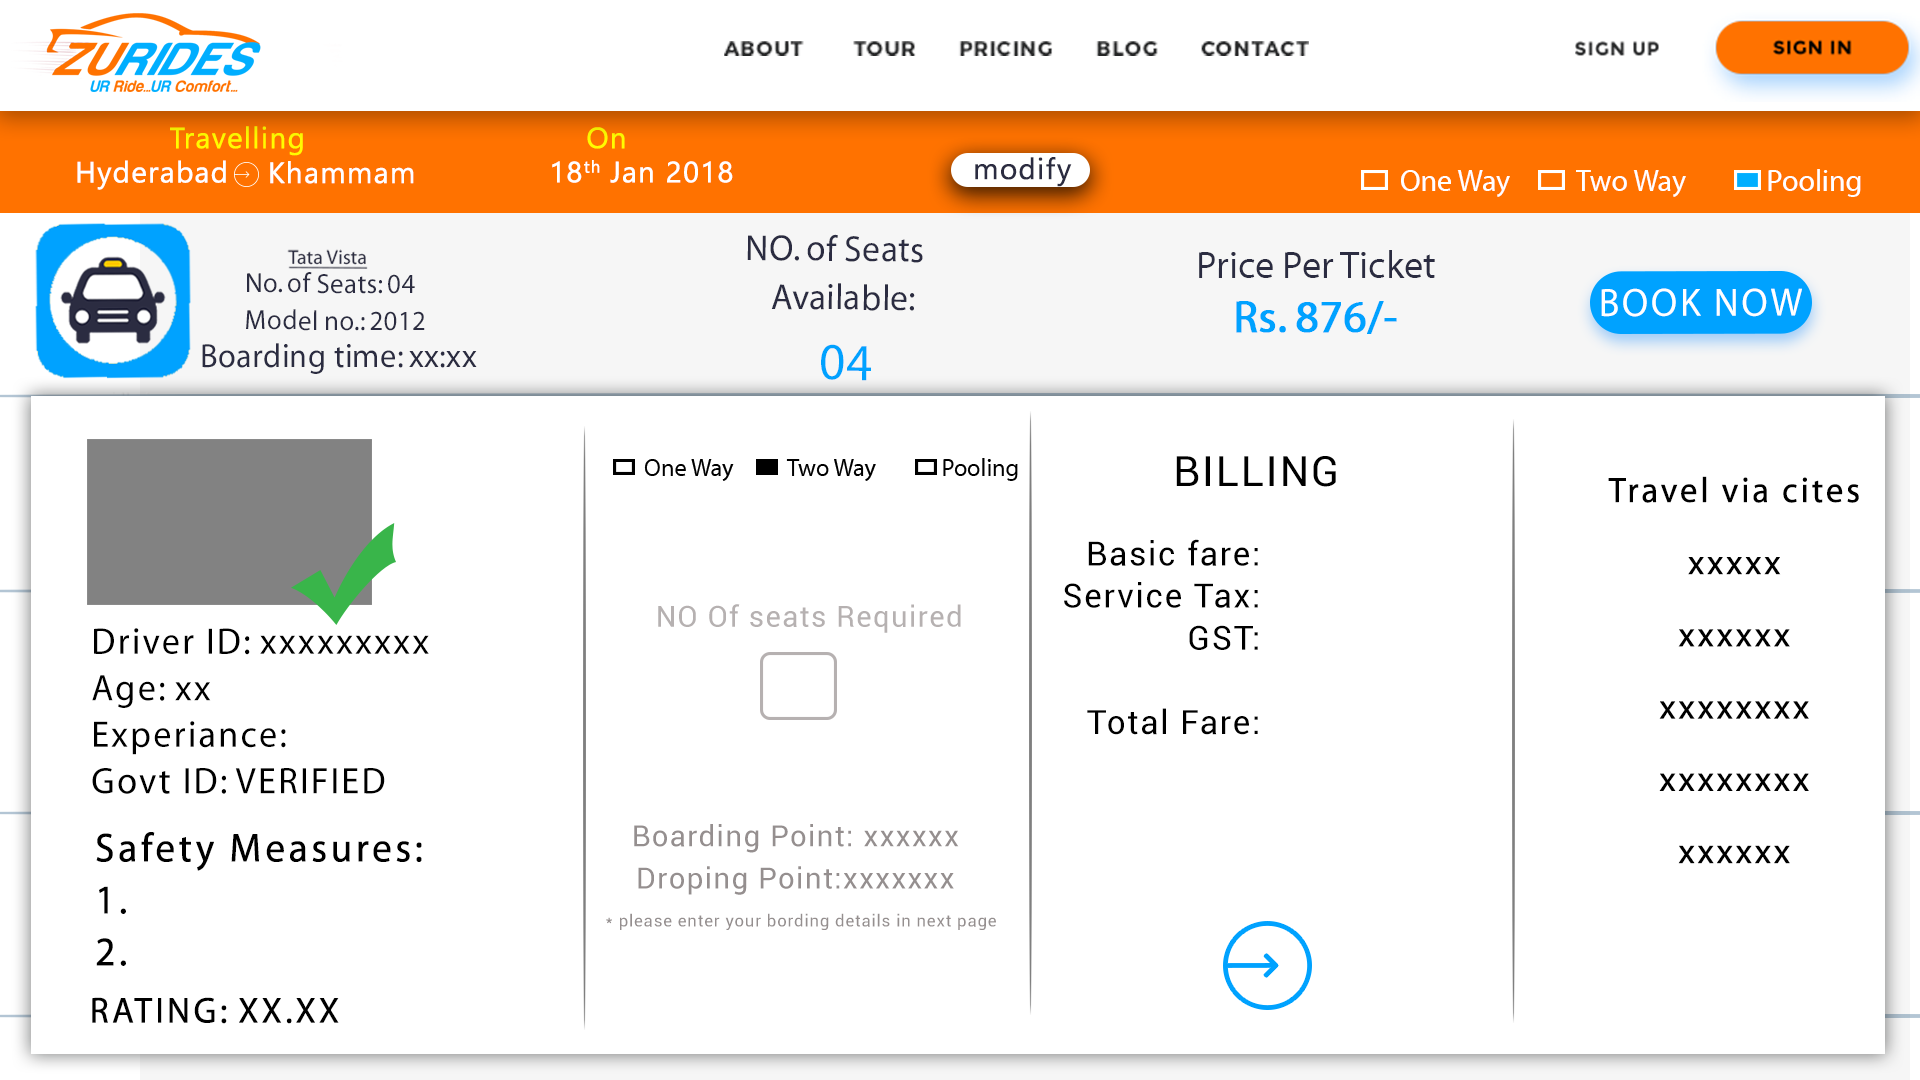 ZURIDES
UR Ride...UR Comfort...
ABOUT TOUR PRICING BLOG CONTACT
SIGN UP
SIGN IN
Travelling
Hyderabad Khammam
On
18th Jan 2018
modify
One Way Two Way Pooling
Tata Vista
No. of Seats: 04
Model no.: 2012
Boarding time: xx:xx
NO. of Seats
Available:
04
Price Per Ticket
Rs. 876/-
BOOK NOW
Driver ID: xxxxxxxxx
Age: xx
Experiance:
Govt ID: VERIFIED
Safety Measures:
1.
2.
RATING: XX.XX
One Way Two Way Pooling
NO Of seats Required
Boarding Point: xxxxxx
Droping Point:xxxxxxx
* please enter your bording details in next page
BILLING
Basic fare:
Service Tax:
GST:
Total Fare:
Travel via cites
xxxxx
xxxxxx
xxxxxxxx
xxxxxxxx
xxxxxx